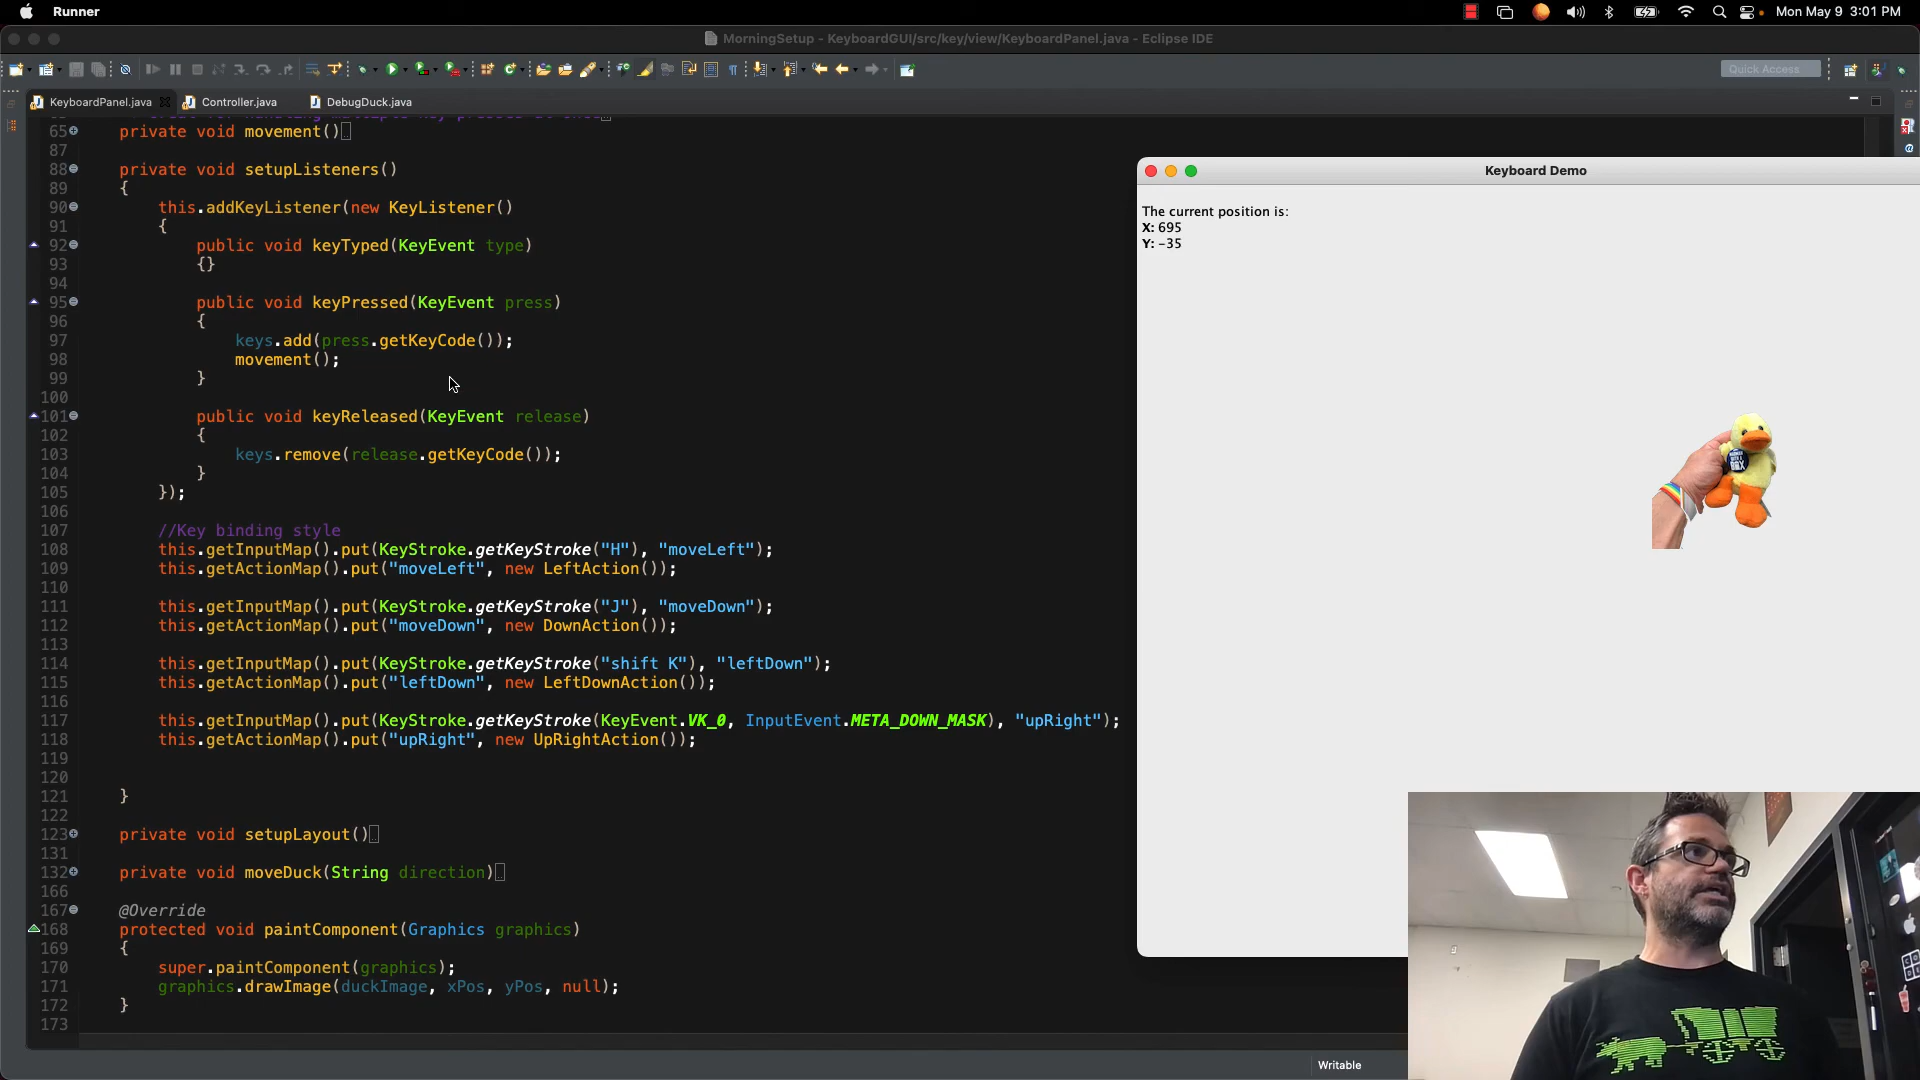 Runner
Mon May 9 3:01 PM
MorningSetup - KeyboardGUI/src/key/view/KeyboardPanel.java - Eclipse IDE
Quick Access
KeyboardPanel.java
Controller.java
DebugDuck.java
65 private void movement()
87
88 private void setupListeners()
89 {
90 this.addKeyListener(new KeyListener()
91 {
92 public void keyTyped(KeyEvent type)
93 {}
94
95 public void keyPressed(KeyEvent press)
96 {
97 keys.add(press.getKeyCode());
98 movement();
99 }
100
101 public void keyReleased(KeyEvent release)
102 {
103 keys.remove(release.getKeyCode());
104 }
105 });
106
107 //Key binding style
108 this.getInputMap().put(KeyStroke.getKeyStroke("H"), "moveLeft");
109 this.getActionMap().put("moveLeft", new LeftAction());
110
111 this.getInputMap().put(KeyStroke.getKeyStroke("J"), "moveDown");
112 this.getActionMap().put("moveDown", new DownAction());
113
114 this.getInputMap().put(KeyStroke.getKeyStroke("shift K"), "leftDown");
115 this.getActionMap().put("leftDown", new LeftDownAction());
116
117 this.getInputMap().put(KeyStroke.getKeyStroke(KeyEvent.VK_0, InputEvent.META_DOWN_MASK), "upRight");
118 this.getActionMap().put("upRight", new UpRightAction());
119
120
121 }
122
123 private void setupLayout()
131
132 private void moveDuck(String direction)
166
167 @Override
168 protected void paintComponent(Graphics graphics)
169 {
170 super.paintComponent(graphics);
171 graphics.drawImage(duckImage, xPos, yPos, null);
172 }
173
Keyboard Demo
The current position is:
X: 695
Y: -35
Writable